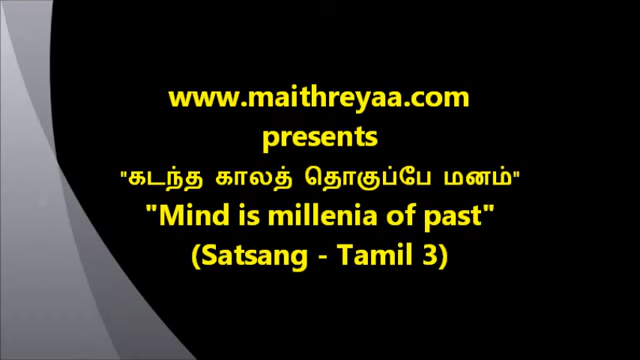 www.maithreyaa.com
presents
"கடந்த காலத் தொகுப்பே மனம்"
"Mind is millenia of past"
(Satsang - Tamil 3)